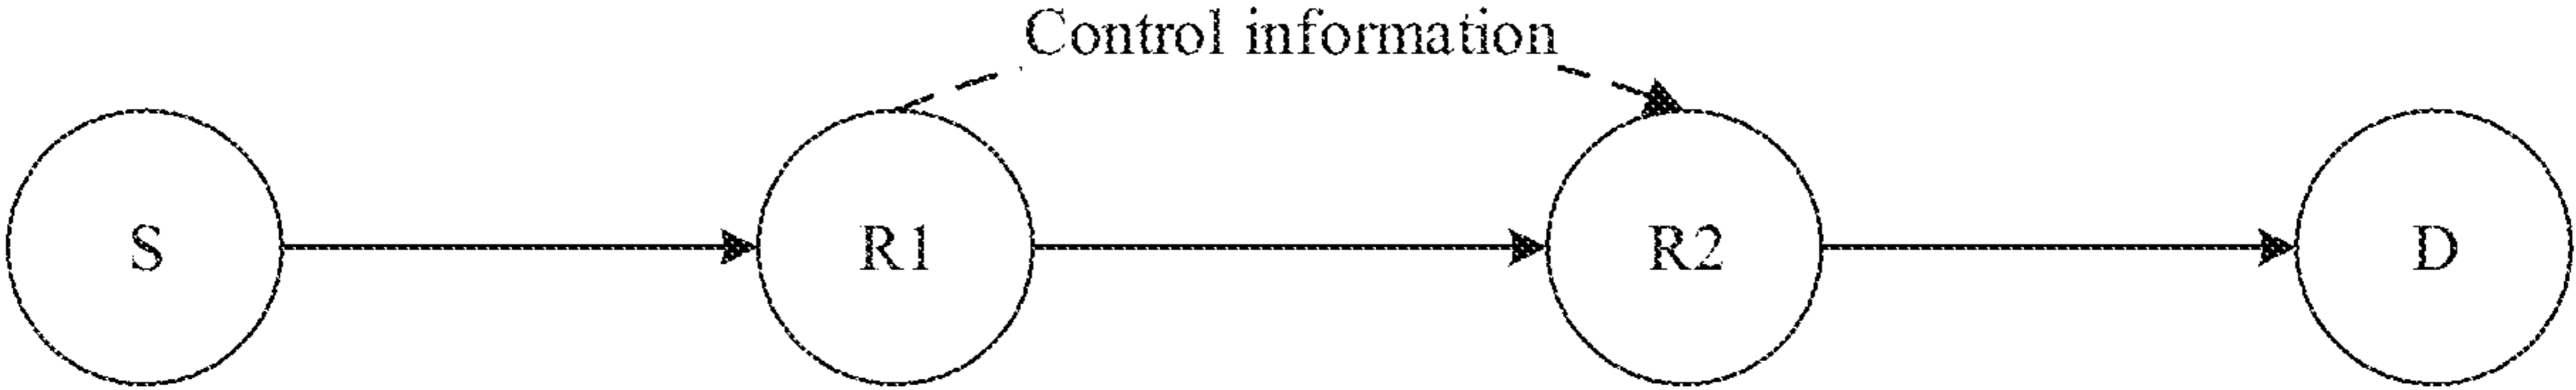 Control information
S
R1
R2
D